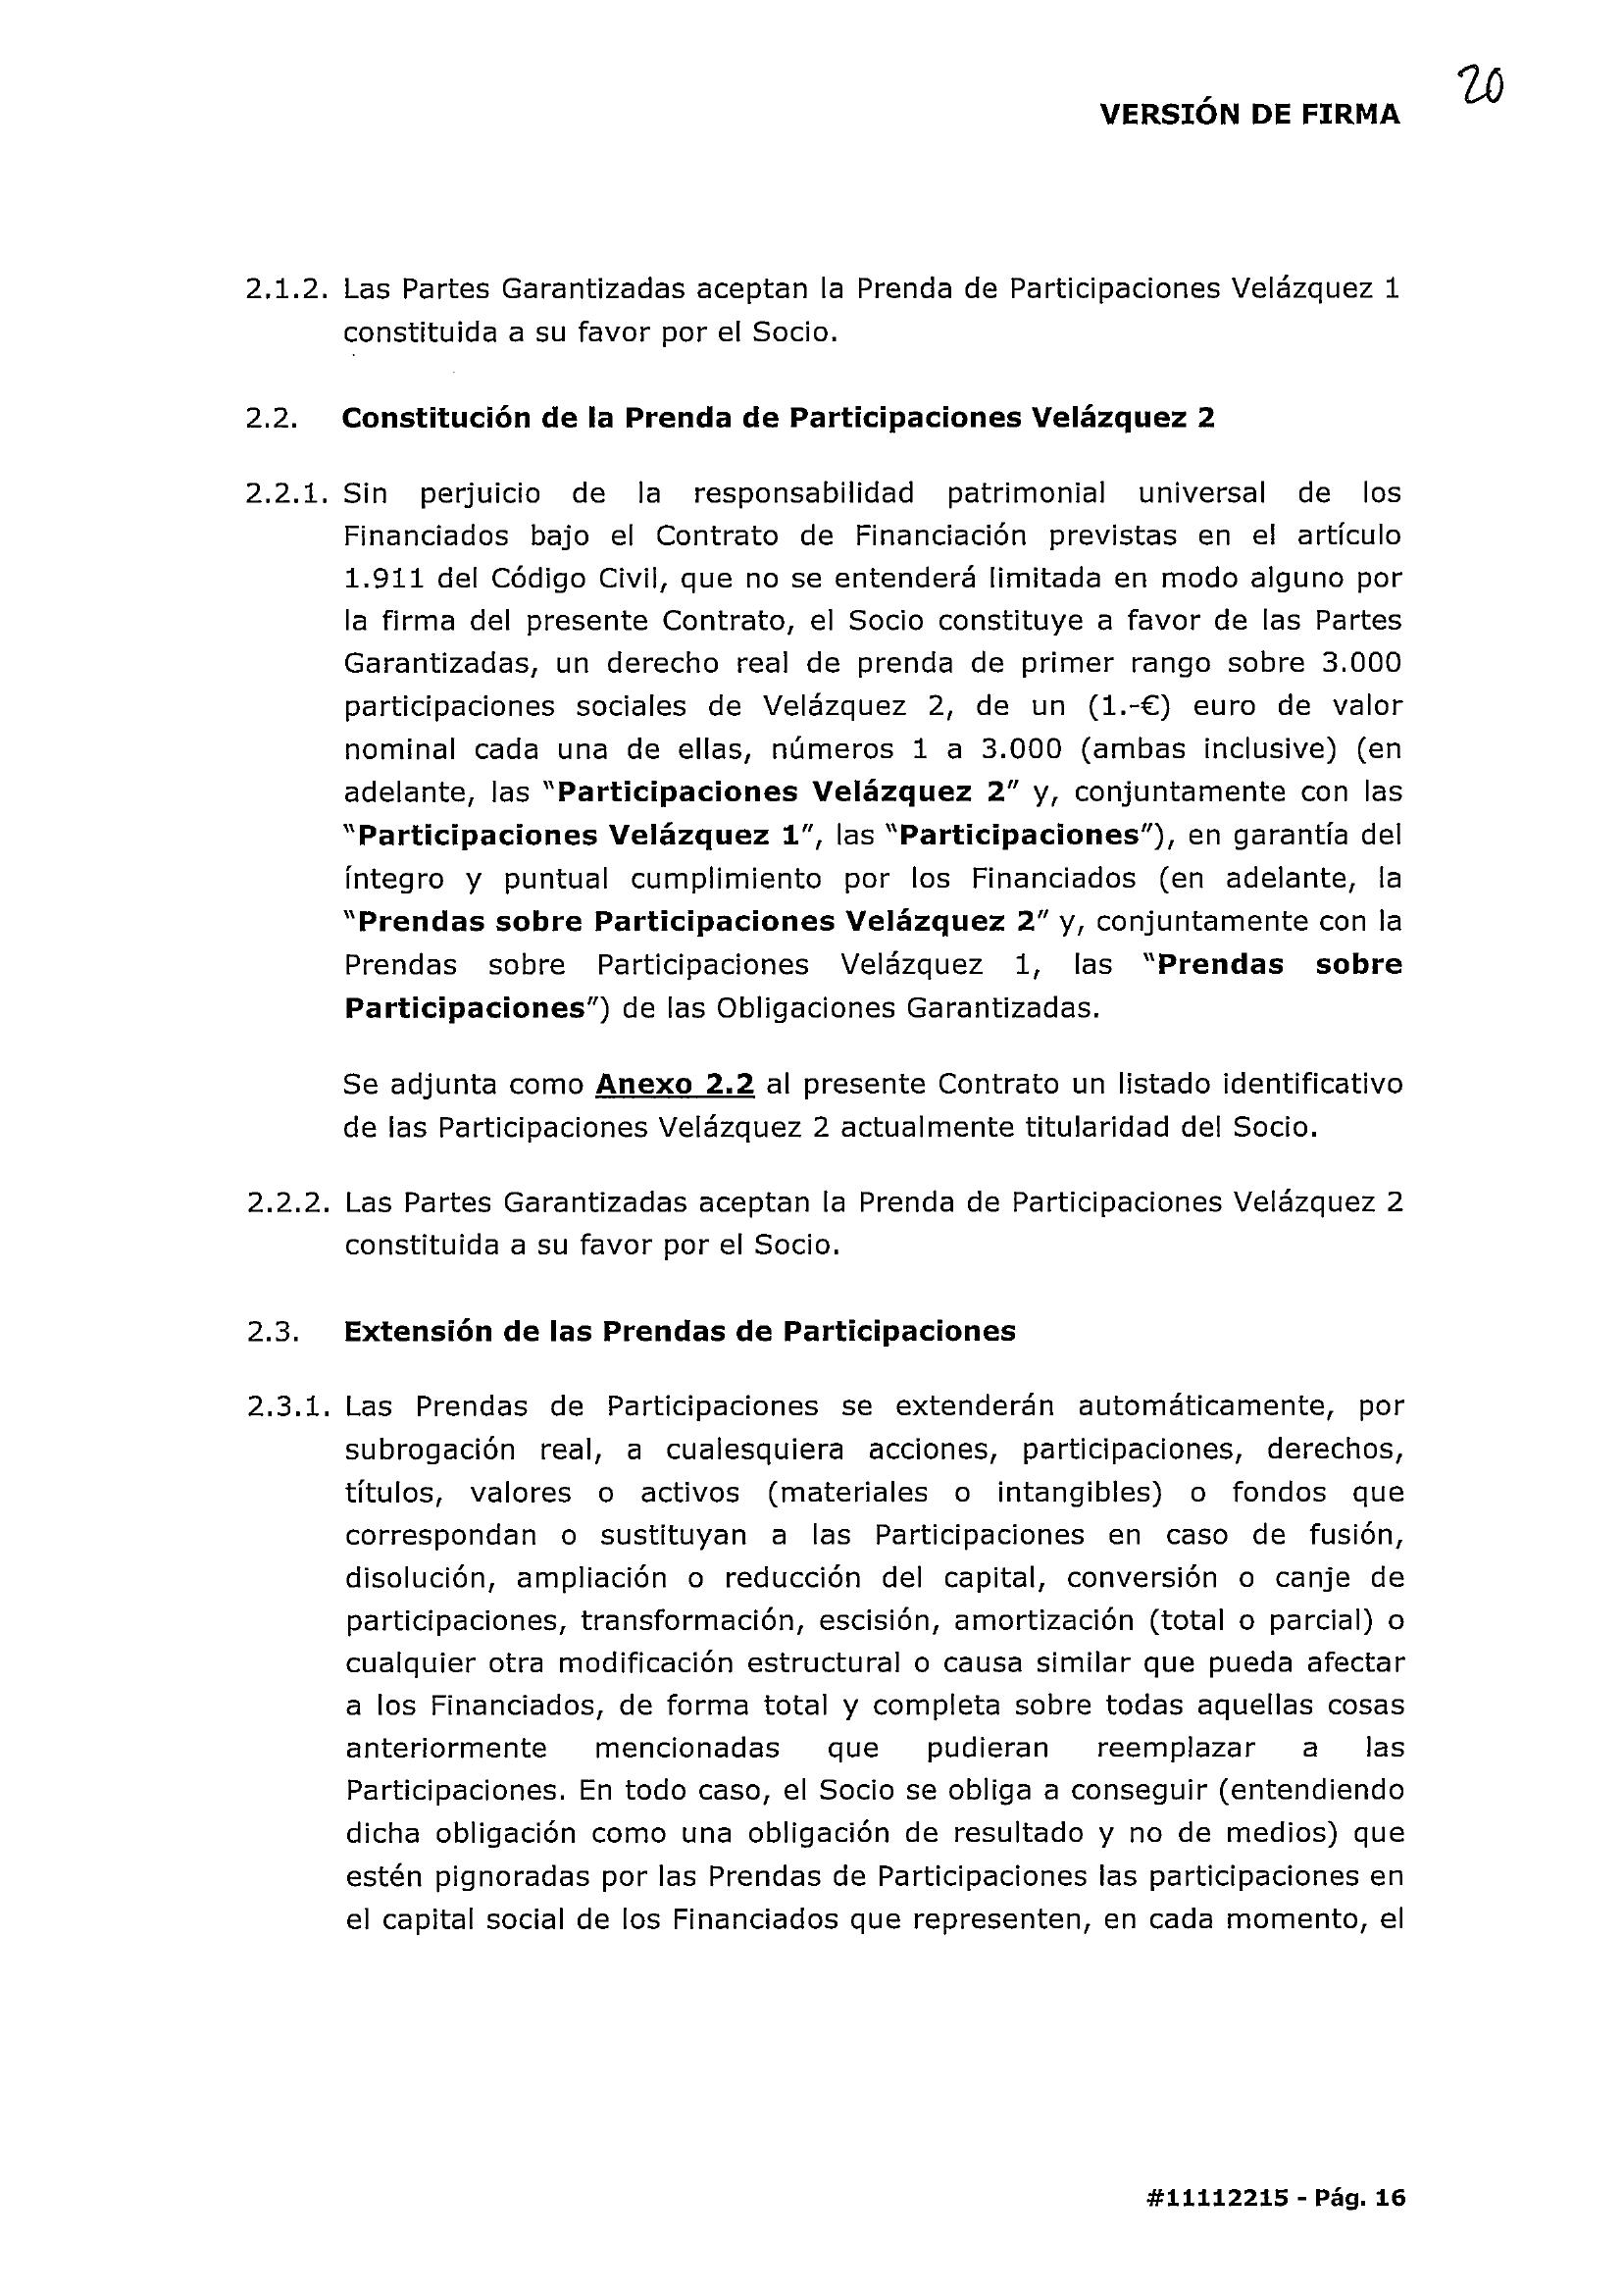 20
VERSIÓN DE FIRMA
2.1.2. Las Partes Garantizadas aceptan la Prenda de Participaciones Velázquez 1
constituida a su favor por el Socio.
2.2. Constitución de la Prenda de Participaciones Velázquez 2
2.2.1. Sin perjuicio de la responsabilidad patrimonial universal de los
Financiados bajo el Contrato de Financiación previstas en el artículo
1.911 del Código Civil, que no se entenderá limitada en modo alguno por
la firma del presente Contrato, el Socio constituye a favor de las Partes
Garantizadas, un derecho real de prenda de primer rango sobre 3.000
participaciones sociales de Velázquez 2, de un (1.-€) euro de valor
nominal cada una de ellas, números 1 a 3.000 (ambas inclusive) (en
adelante, las "Participaciones Velázquez 2" y, conjuntamente con las
"Participaciones Velázquez 1", las "Participaciones"), en garantía del
íntegro y puntual cumplimiento por los Financiados (en adelante, la
"Prendas sobre Participaciones Velázquez 2" y, conjuntamente con la
Prendas sobre Participaciones Velázquez 1, las "Prendas sobre
Participaciones") de las Obligaciones Garantizadas.
Se adjunta como Anexo 2.2 al presente Contrato un listado identificativo
de las Participaciones Velázquez 2 actualmente titularidad del Socio.
2.2.2. Las Partes Garantizadas aceptan la Prenda de Participaciones Velázquez 2
constituida a su favor por el Socio.
2.3. Extensión de las Prendas de Participaciones
2.3.1. Las Prendas de Participaciones se extenderán automáticamente, por
subrogación real, a cualesquiera acciones, participaciones, derechos,
títulos, valores o activos (materiales o intangibles) o fondos que
correspondan o sustituyan a las Participaciones en caso de fusión,
disolución, ampliación o reducción del capital, conversión o canje de
participaciones, transformación, escisión, amortización (total o parcial) o
cualquier otra modificación estructural o causa similar que pueda afectar
a los Financiados, de forma total y completa sobre todas aquellas cosas
anteriormente mencionadas que pudieran reemplazar a las
Participaciones. En todo caso, el Socio se obliga a conseguir (entendiendo
dicha obligación como una obligación de resultado y no de medios) que
estén pignoradas por las Prendas de Participaciones las participaciones en
el capital social de los Financiados que representen, en cada momento, el
#11112215 - Pág. 16